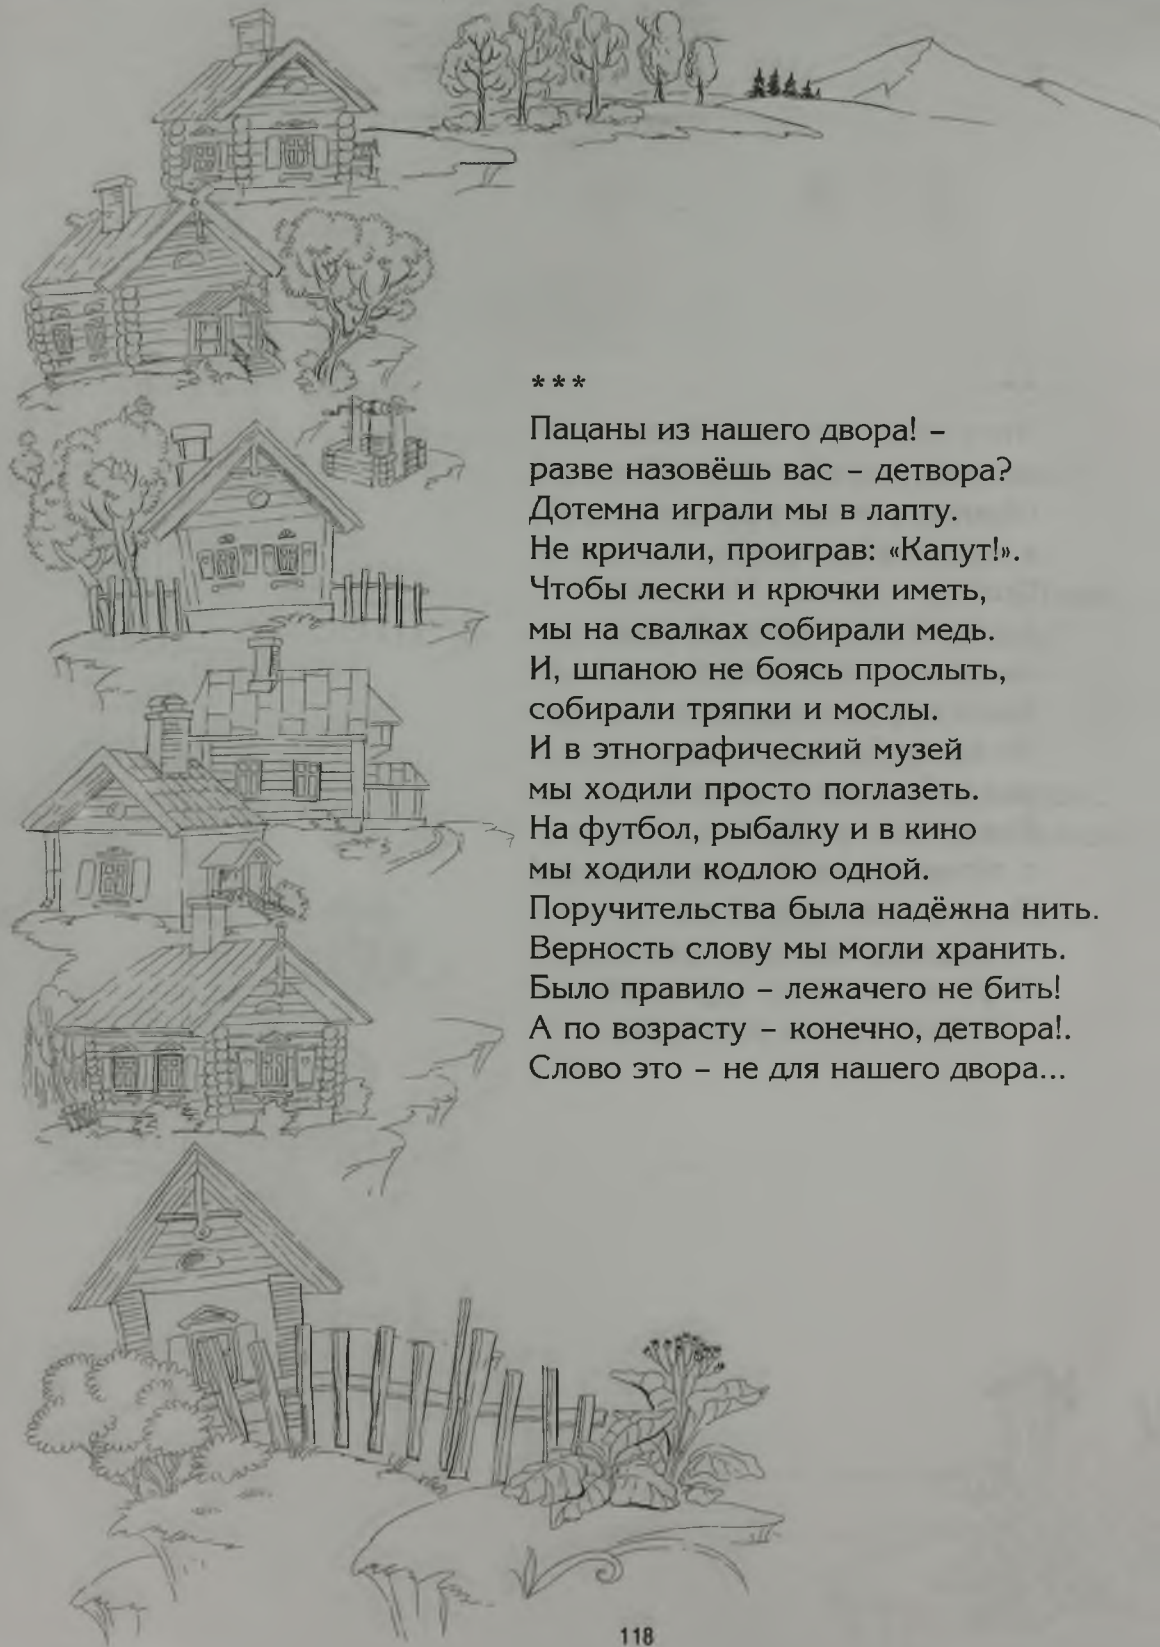 ***
Пацаны из нашего двора! –
разве назовёшь вас – детвора?
Дотемна играли мы в лапту.
Не кричали, проиграв: «Капут!».
Чтобы лески и крючки иметь,
мы на свалках собирали медь.
И, шпаною не боясь прослыть,
собирали тряпки и мослы.
И в этнографический музей
мы ходили просто поглазеть.
На футбол, рыбалку и в кино
мы ходили кодлою одной.
Поручительства была надёжна нить.
Верность слову мы могли хранить.
Было правило – лежачего не бить!
А по возрасту – конечно, детвора!.
Слово это – не для нашего двора...
118